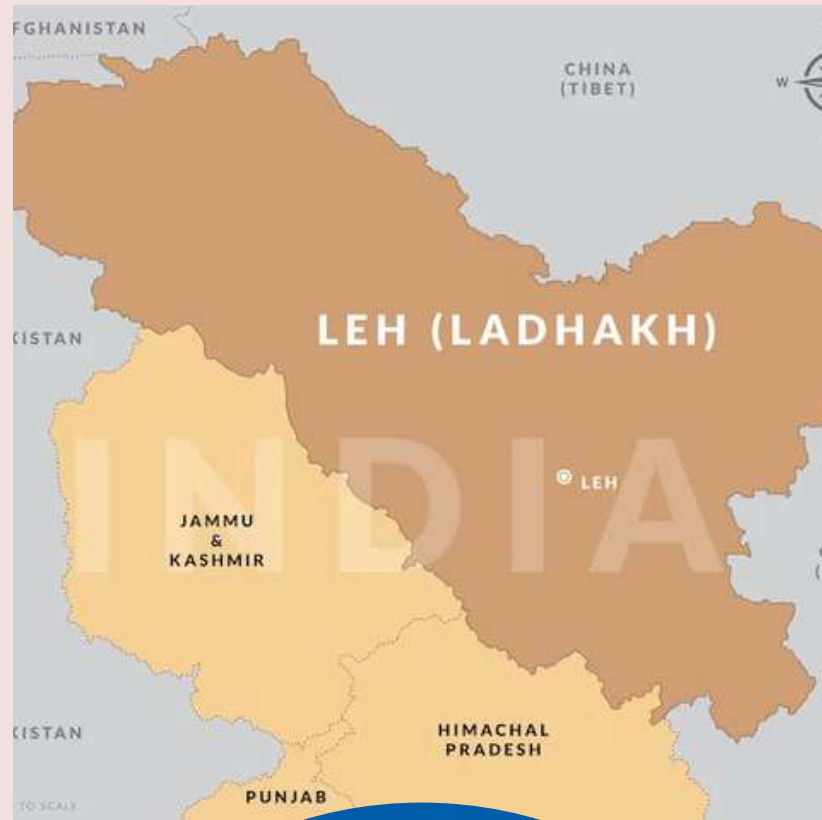 FGHANISTAN
CHINA
(TIBET)
W
LEH (LADHAKH)
KISTAN
INDIA
LEH
JAMMU
&
KASHMIR
KISTAN
HIMACHAL
PRADESH
PUNJAB
TO SCALE